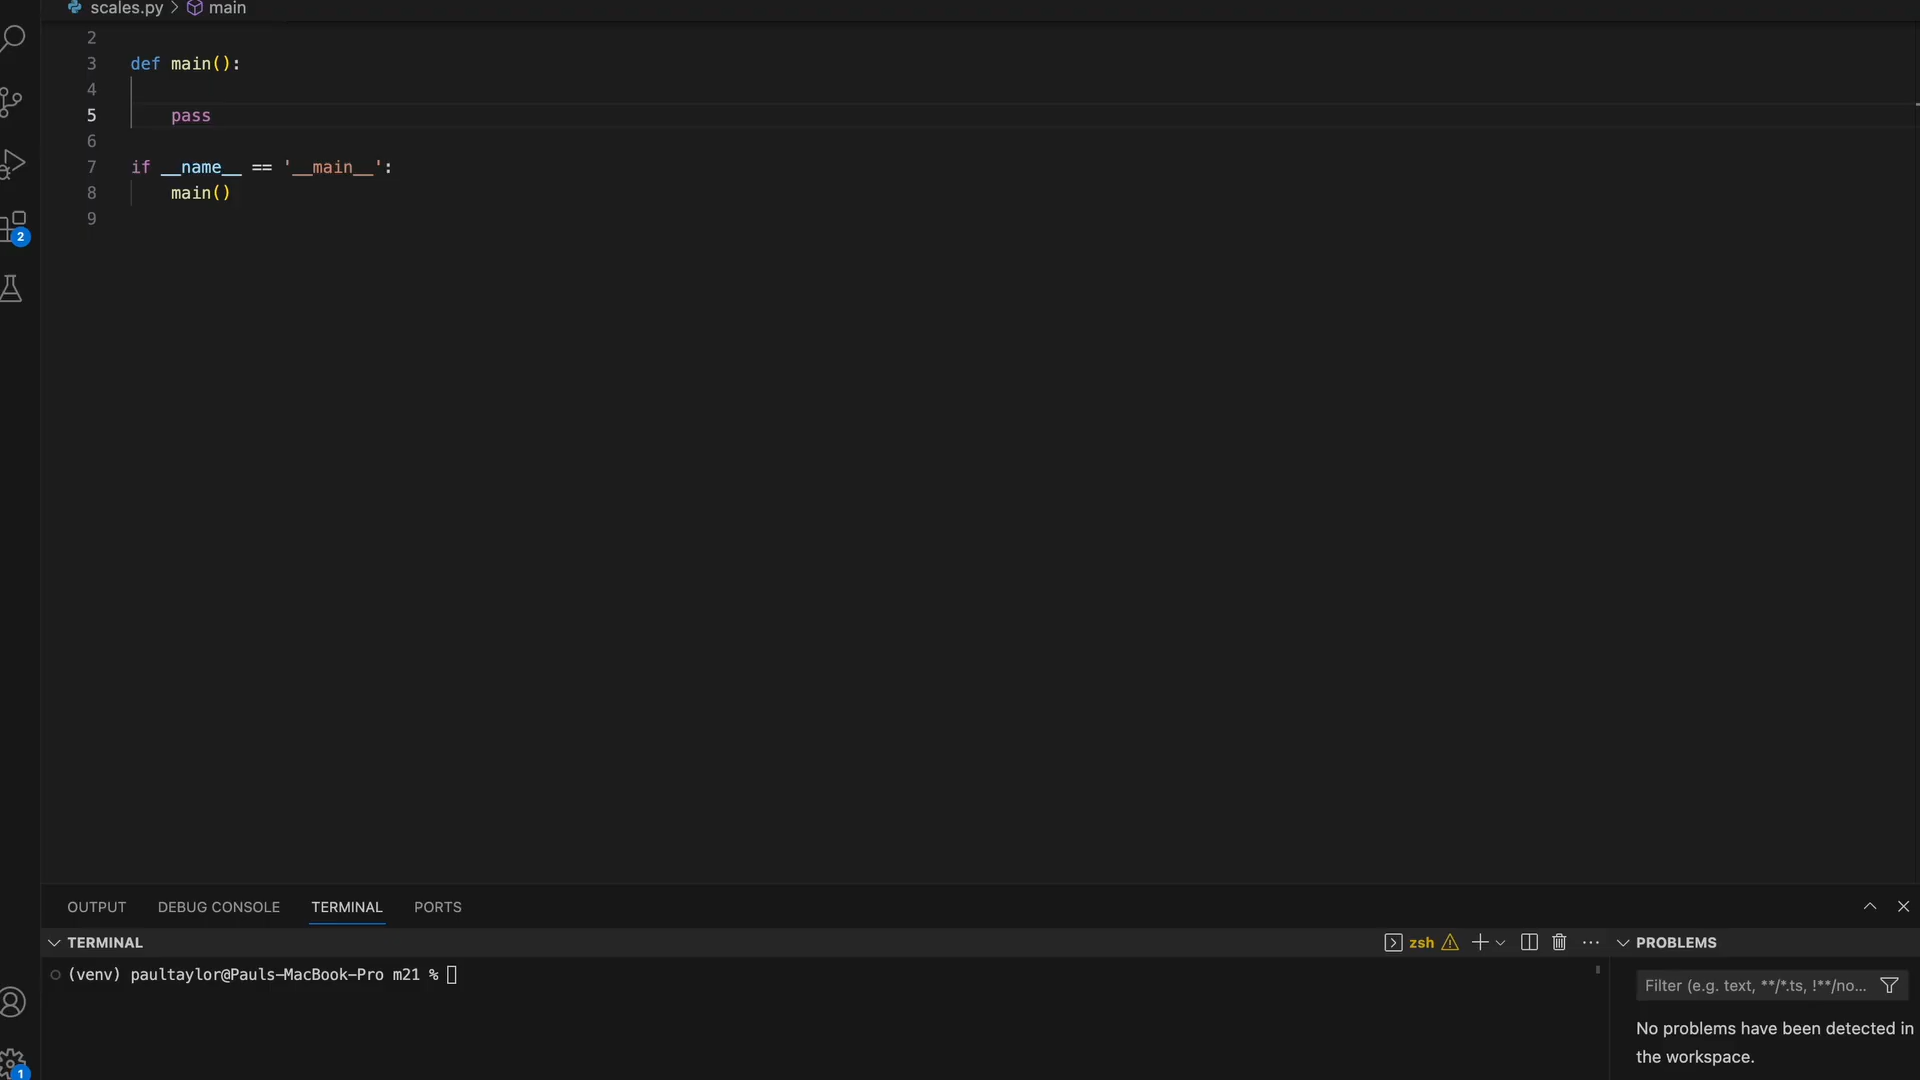 scales.py > main
2
3 def main():
4
5 pass
6
7 if __name__ == '__main__':
8 main()
9
2
OUTPUT DEBUG CONSOLE TERMINAL PORTS
TERMINAL
zsh
PROBLEMS
(venv) paultaylor@Pauls-MacBook-Pro m21 %
Filter (e.g. text, **/*.ts, !**/no...
No problems have been detected in
the workspace.
1